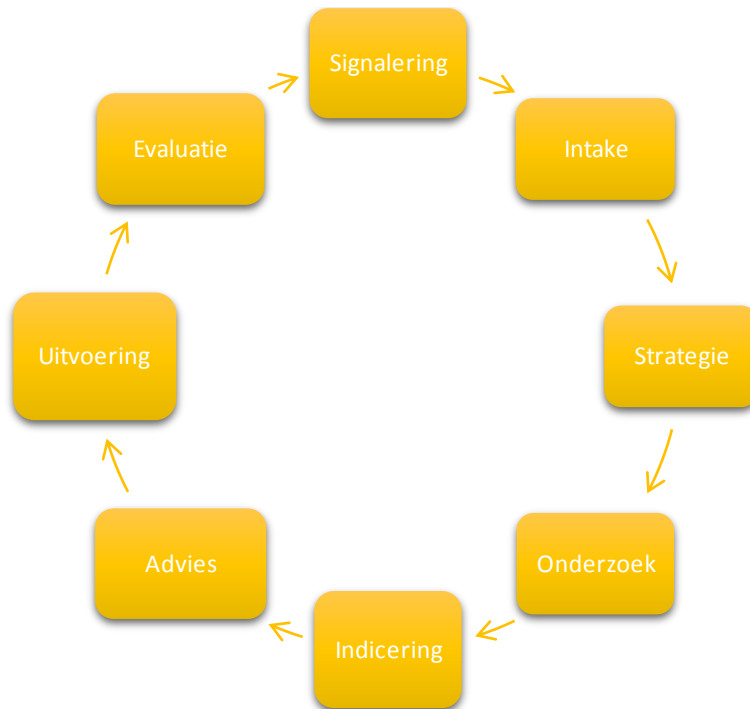 Signalering
Intake
Strategie
Onderzoek
Indicering
Advies
Uitvoering
Evaluatie